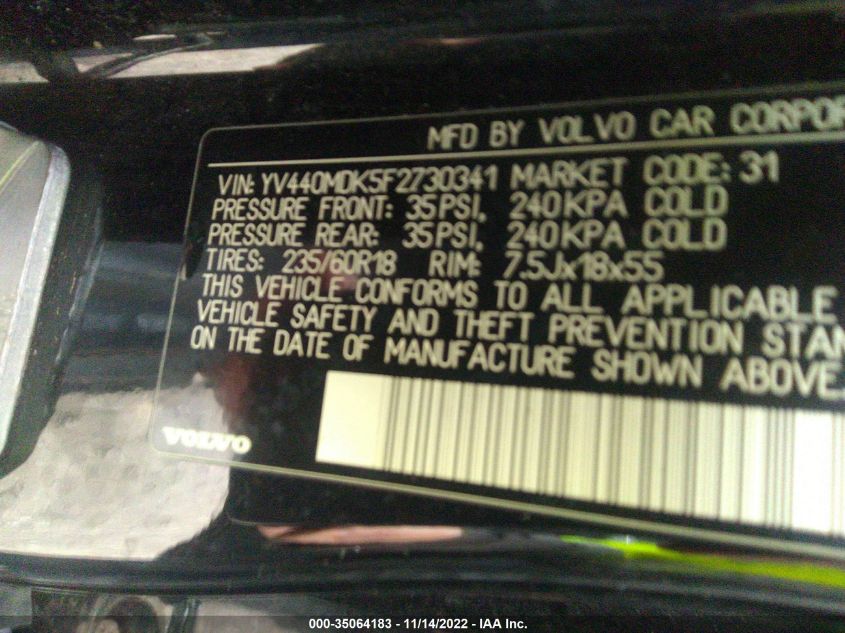 MFD BY VOLVO CAR CORPOR
VIN: YV440MDK5F2730341 MARKET CODE: 31
PRESSURE FRONT: 35PSI, 240KPA COLD
PRESSURE REAR: 35PSI, 240KPA COLD
TIRES: 235/60R18 RIM: 7.5Jx18x55
THIS VEHICLE CONFORMS TO ALL APPLICABLE
VEHICLE SAFETY AND THEFT PREVENTION STAN
ON THE DATE OF MANUFACTURE SHOWN ABOVE.
VOLVO
000-35064183 - 11/14/2022 - IAA Inc.